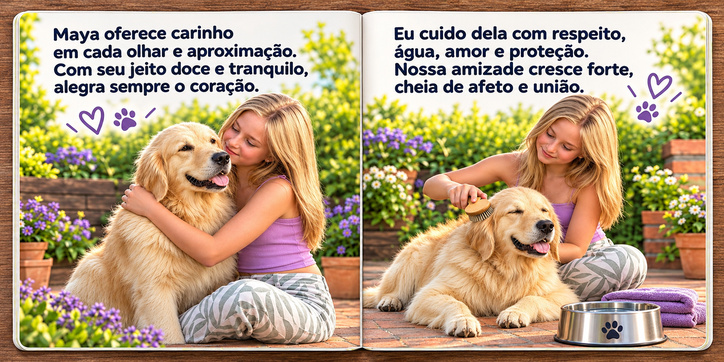 Maya oferece carinho
em cada olhar e aproximação.
Com seu jeito doce e tranquilo,
alegra sempre o coração.
Eu cuido dela com respeito,
água, amor e proteção.
Nossa amizade cresce forte,
cheia de afeto e união.